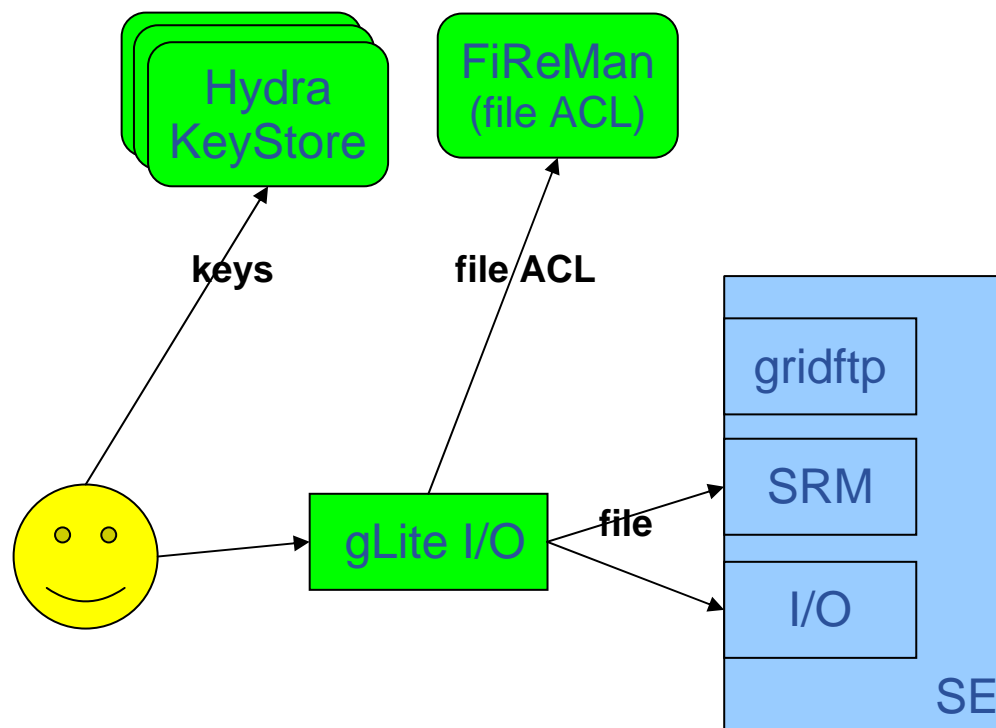 Hydra
KeyStore
FiReMan
(file ACL)
keys
file ACL
gridftp
SRM
file
gLite I/O
I/O
SE